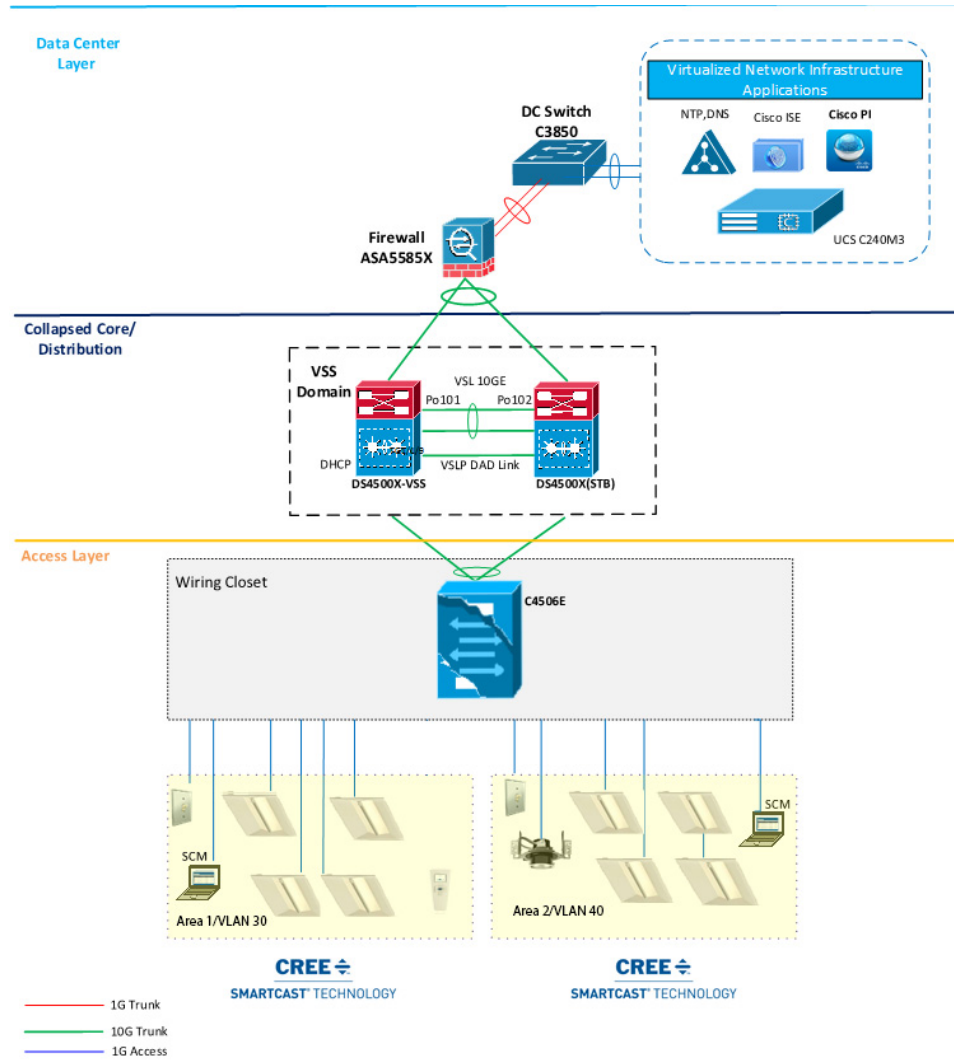 Data Center
Layer
Virtualized Network Infrastructure
Applications
NTP,DNS
Cisco ISE
Cisco PI
UCS C240M3
DC Switch
C3850
Firewall
ASA5585X
Collapsed Core/
Distribution
VSS
Domain
VSL 10GE
Po101
Po102
DHCP
VSLP DAD Link
DS4500X-VSS
DS4500X(STB)
Access Layer
Wiring Closet
C4506E
SCM
Area 1/VLAN 30
SCM
Area 2/VLAN 40
CREE
SMARTCAST® TECHNOLOGY
CREE
SMARTCAST® TECHNOLOGY
1G Trunk
10G Trunk
1G Access